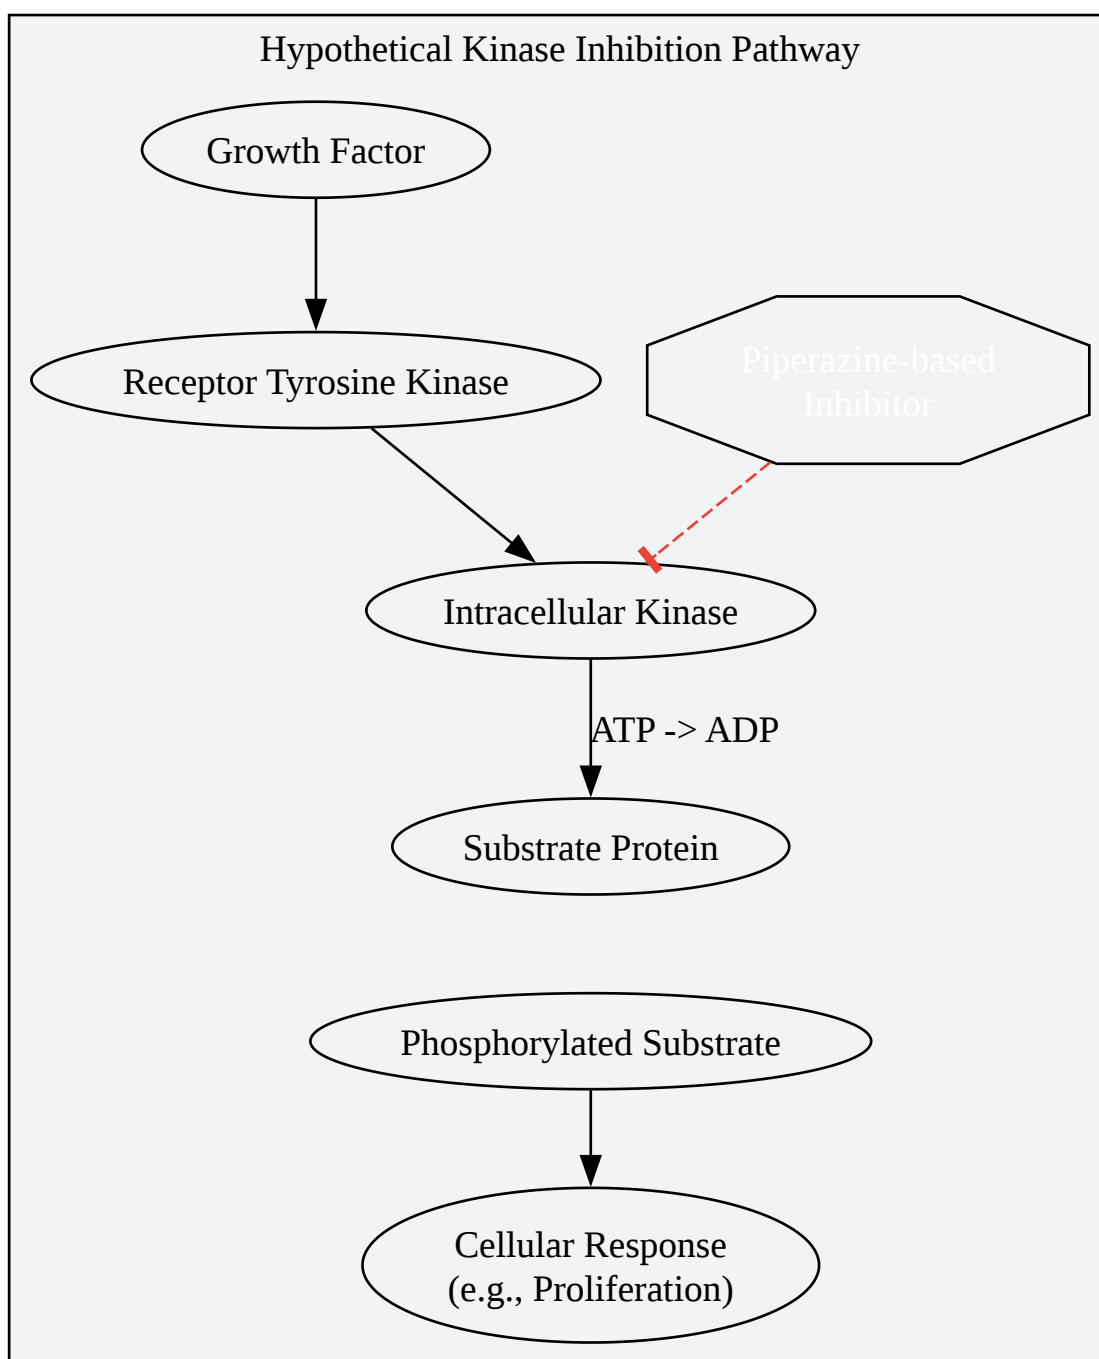 Hypothetical Kinase Inhibition Pathway
Growth Factor
Receptor Tyrosine Kinase
Piperazine-based
Inhibitor
Intracellular Kinase
ATP -> ADP
Substrate Protein
Phosphorylated Substrate
Cellular Response
(e.g., Proliferation)